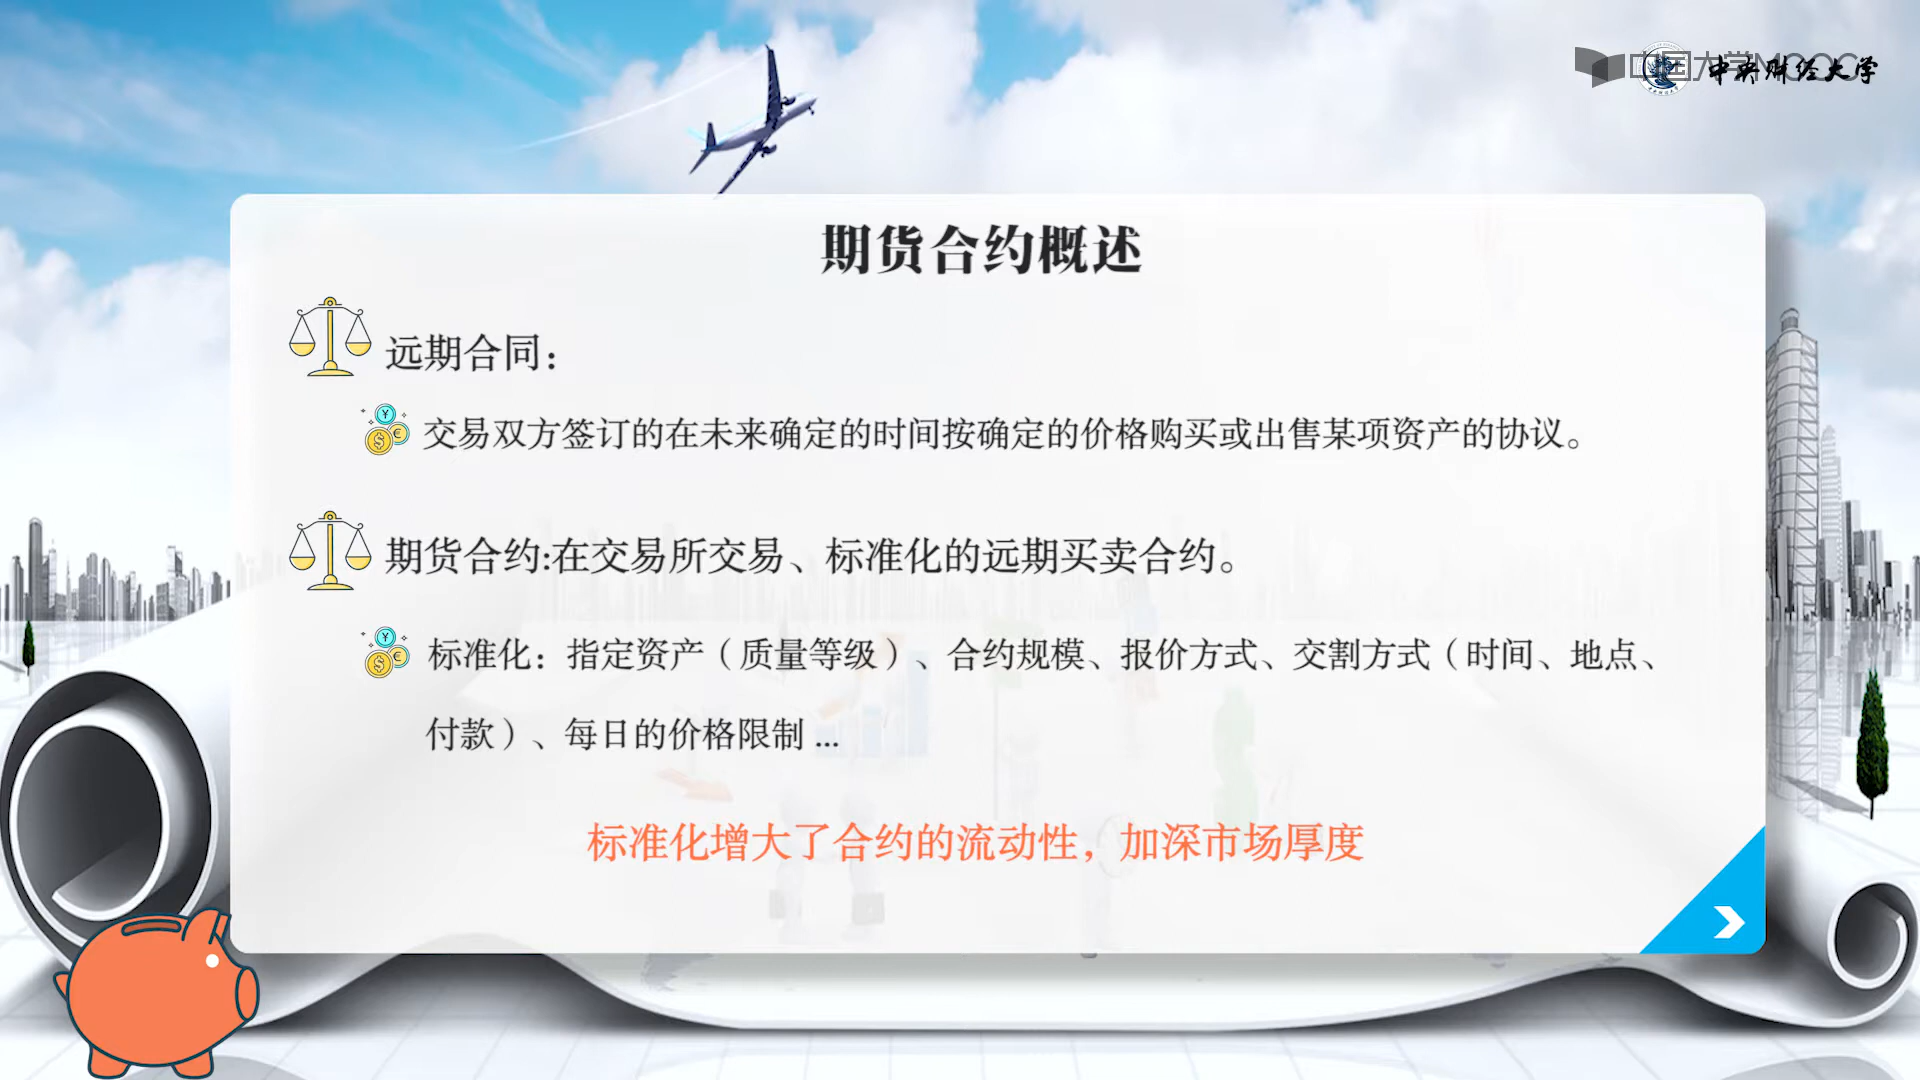 中国大学MOOC
中央财经大学
期货合约概述
远期合同：
交易双方签订的在未来确定的时间按确定的价格购买或出售某项资产的协议。
期货合约:在交易所交易、标准化的远期买卖合约。
标准化：指定资产（质量等级）、合约规模、报价方式、交割方式（时间、地点、
付款）、每日的价格限制 ...
标准化增大了合约的流动性，加深市场厚度